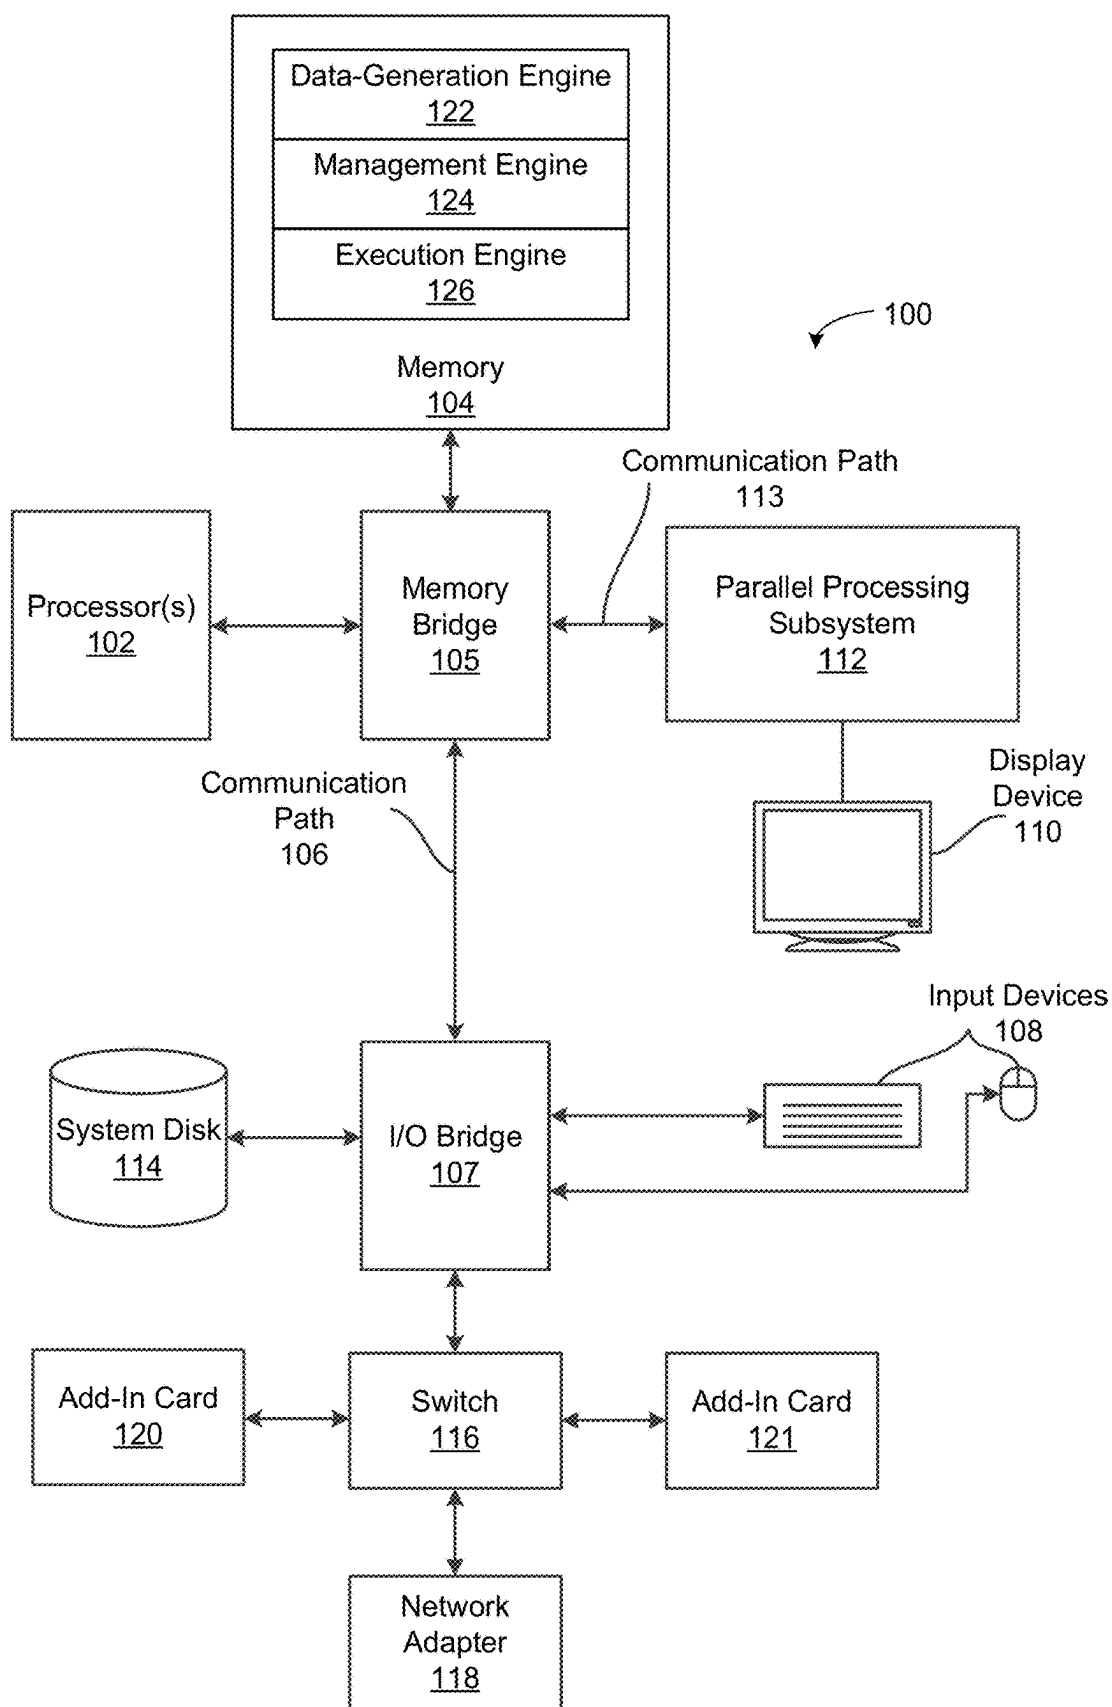 Data-Generation Engine
122
Management Engine
124
Execution Engine
126
Memory
104
100
Communication Path
113
Processor(s)
102
Memory
Bridge
105
Parallel Processing
Subsystem
112
Communication
Path
106
Display
Device
110
Input Devices
108
System Disk
114
I/O Bridge
107
Add-In Card
120
Switch
116
Add-In Card
121
Network
Adapter
118